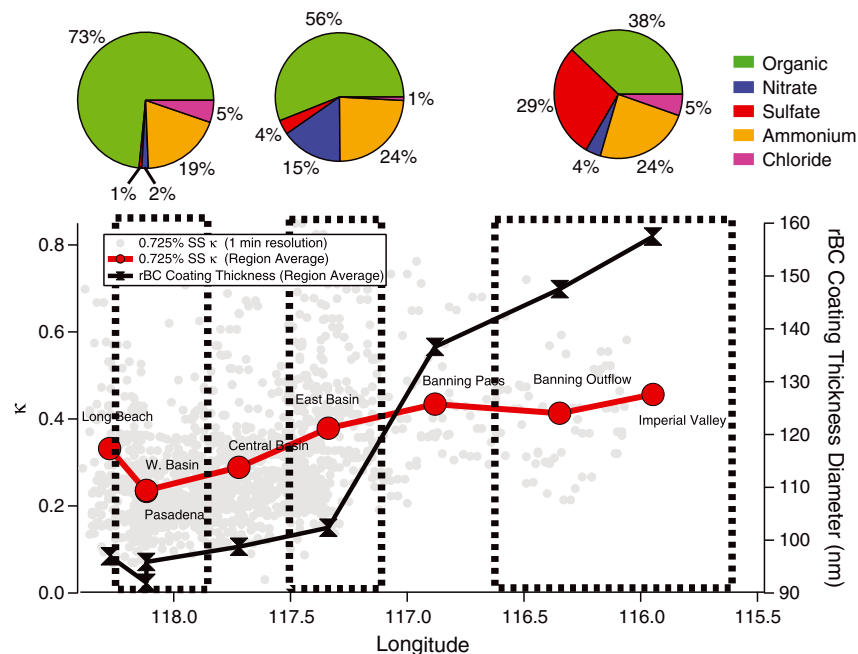 73%
5%
19%
2%
1%
56%
1%
24%
15%
4%
38%
5%
24%
4%
29%
Organic
Nitrate
Sulfate
Ammonium
Chloride
0.725% SS κ (1 min resolution)
0.725% SS κ (Region Average)
rBC Coating Thickness (Region Average)
Long Beach
W. Basin
Pasadena
Central Basin
East Basin
Banning Pass
Banning Outflow
Imperial Valley
κ
0.8
0.6
0.4
0.2
0.0
160
150
140
130
120
110
100
90
rBC Coating Thickness Diameter (nm)
118.0
117.5
117.0
116.5
116.0
115.5
Longitude